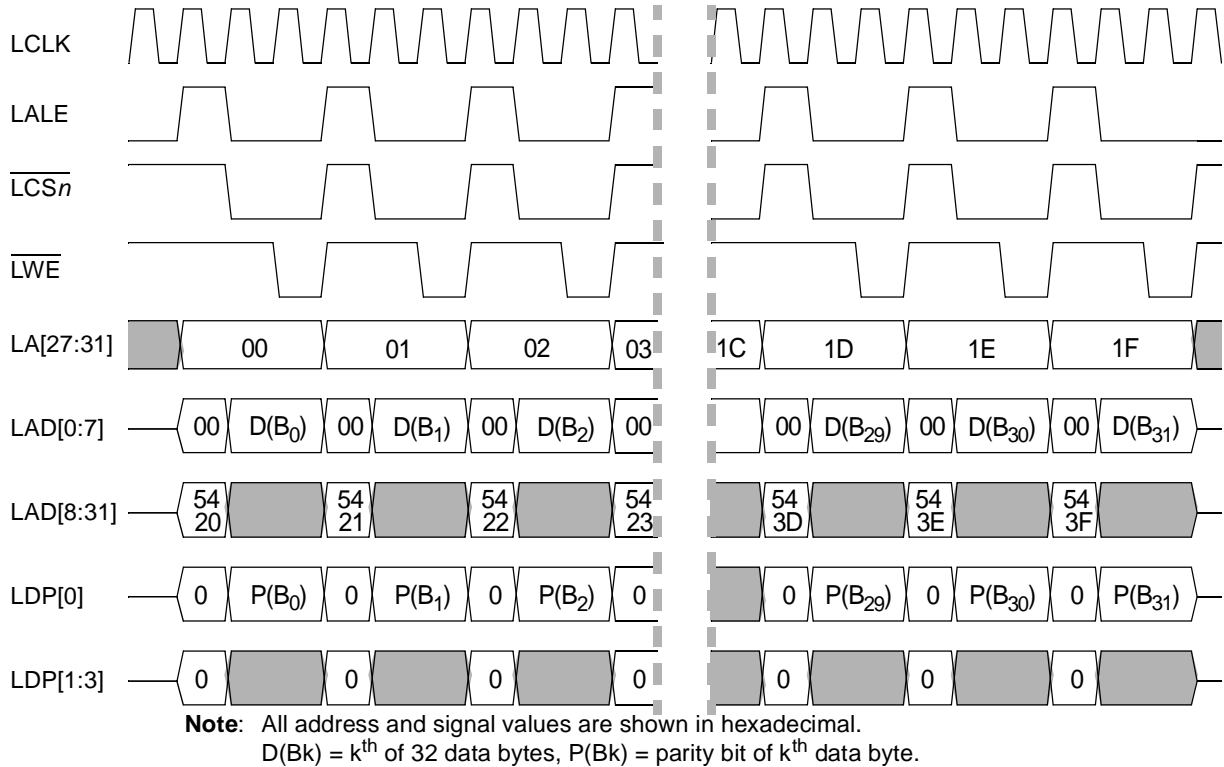 LCLK
LALE
LCSn
LWE
LA[27:31] 00 01 02 03 1C 1D 1E 1F
LAD[0:7] 00 D(B0) 00 D(B1) 00 D(B2) 00 00 D(B29) 00 D(B30) 00 D(B31)
54 54 54 54 54 54 54
LAD[8:31]
20 21 22 23 3D 3E 3F
LDP[0] 0 P(B0) 0 P(B1) 0 P(B2) 0 0 P(B29) 0 P(B30) 0 P(B31)
LDP[1:3] 0 0 0 0 0 0 0
Note: All address and signal values are shown in hexadecimal.
D(Bk) = kth of 32 data bytes, P(Bk) = parity bit of kth data byte.